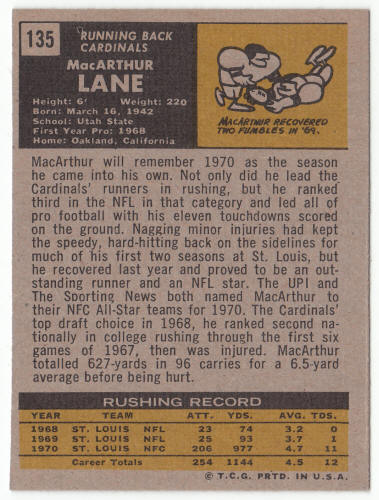 135
RUNNING BACK
CARDINALS
MacARTHUR
LANE
Height: 6' Weight: 220
Born: March 16, 1942
School: Utah State
First Year Pro: 1968
Home: Oakland, California
MACARTHUR RECOVERED
TWO FUMBLES IN '69.
MacARTHUR will remember 1970 as the season
he came into his own. Not only did he lead the
Cardinals' runners in rushing, but he ranked
third in the NFL in that category and led all of
pro football with his eleven touchdowns scored
on the ground. Nagging minor injuries had kept
the speedy, hard-hitting back on the sidelines for
much of his first two seasons at St. Louis, but
he recovered last year and proved to be an out-
standing runner and an NFL star. The UPI and
The Sporting News both named MacArthur to
their NFC All-Star teams for 1970. The Cardinals'
top draft choice in 1968, he ranked second na-
tionally in college rushing through the first six
games of 1967, then was injured. MacArthur
totalled 627-yards in 96 carries for a 6.5-yard
average before being hurt.
RUSHING RECORD
YEAR TEAM ATT. YDS. AVG. TDS.
1968 ST. LOUIS NFL 23 74 3.2 0
1969 ST. LOUIS NFL 25 93 3.7 1
1970 ST. LOUIS NFC 206 977 4.7 11
Career Totals 254 1144 4.5 12
© T.C.G. PRTD. IN U.S.A.